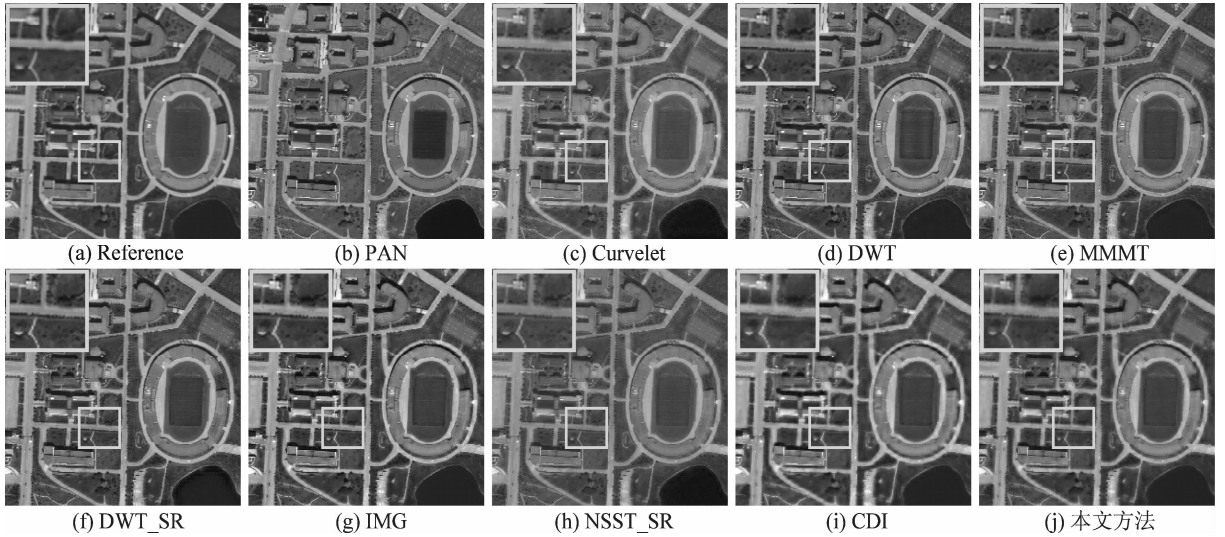 (a) Reference
(b) PAN
(c) Curvelet
(d) DWT
(e) MMMT
(f) DWT_SR
(g) IMG
(h) NSST_SR
(i) CDI
(j) 本文方法